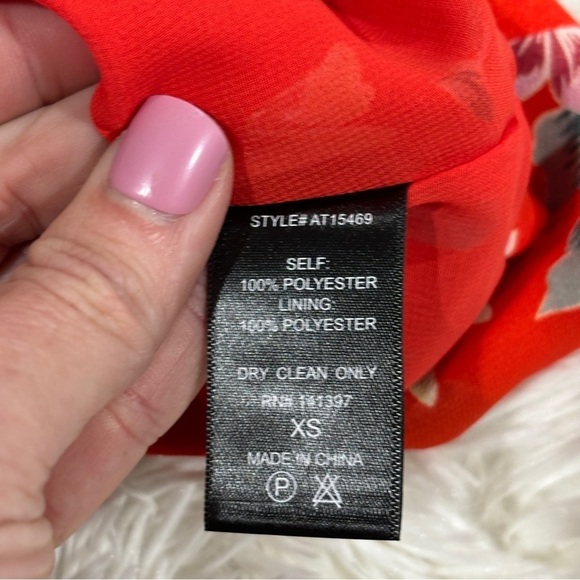 STYLE# AT15469
SELF:
100% POLYESTER
LINING:
100% POLYESTER
DRY CLEAN ONLY
RN# 141397
XS
MADE IN CHINA
P